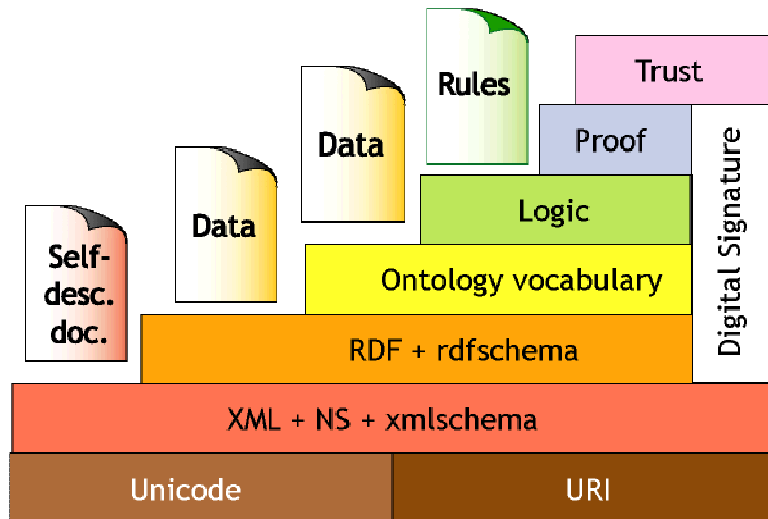 Rules
Trust
Data
Proof
Data
Logic
Self-
desc.
doc.
Ontology vocabulary
Digital Signature
RDF + rdfschema
XML + NS + xmlschema
Unicode
URI